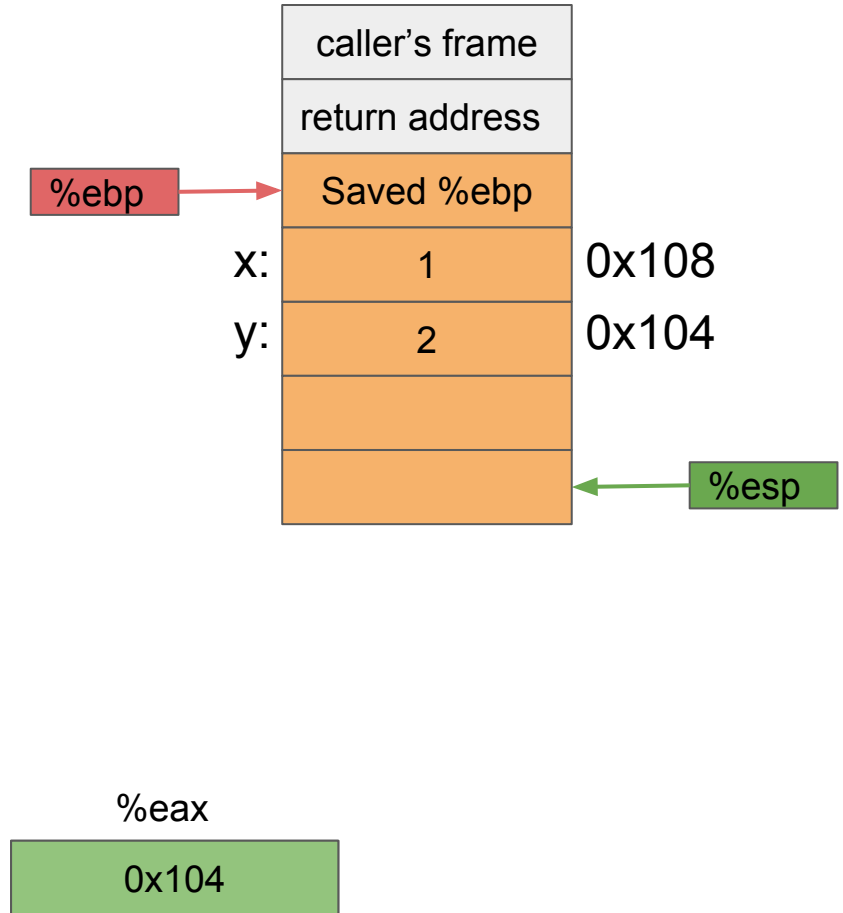 caller’s frame
return address
%ebp
Saved %ebp
x:
1
0x108
y:
2
0x104
%esp
%eax
0x104